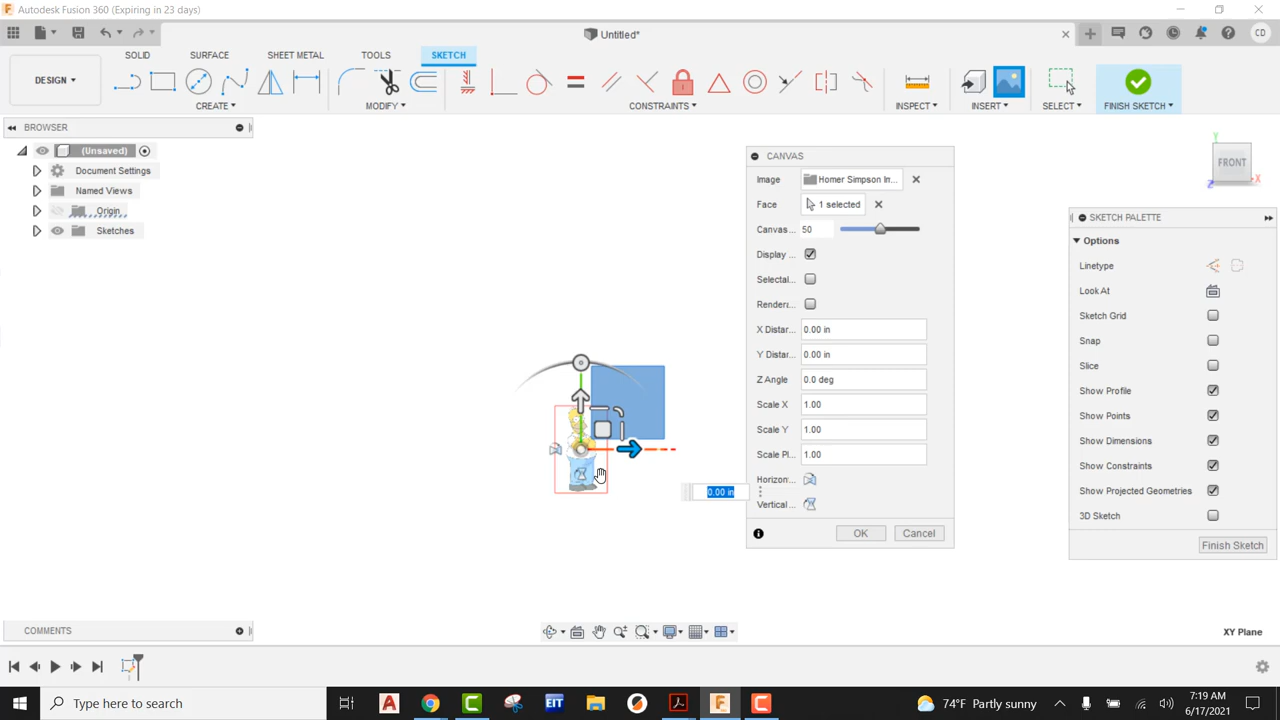 Autodesk Fusion 360 (Expiring in 23 days)
Untitled*
CD
DESIGN
SOLID SURFACE SHEET METAL TOOLS SKETCH
CREATE MODIFY CONSTRAINTS INSPECT INSERT SELECT FINISH SKETCH
BROWSER
(Unsaved)
Document Settings
Named Views
Origin
Sketches
Y
FRONT
X
Z
CANVAS
Image Homer Simpson Im...
Face 1 selected
Canvas... 50
Display ...
Selectal...
Rendera...
X Distar... 0.00 in
Y Distar... 0.00 in
Z Angle 0.0 deg
Scale X 1.00
Scale Y 1.00
Scale Pl... 1.00
Horizon...
Vertical ...
OK Cancel
0.00 in
SKETCH PALETTE
Options
Linetype
Look At
Sketch Grid
Snap
Slice
Show Profile
Show Points
Show Dimensions
Show Constraints
Show Projected Geometries
3D Sketch
Finish Sketch
COMMENTS
XY Plane
Type here to search
A
EIT
F
74°F Partly sunny
7:19 AM
6/17/2021